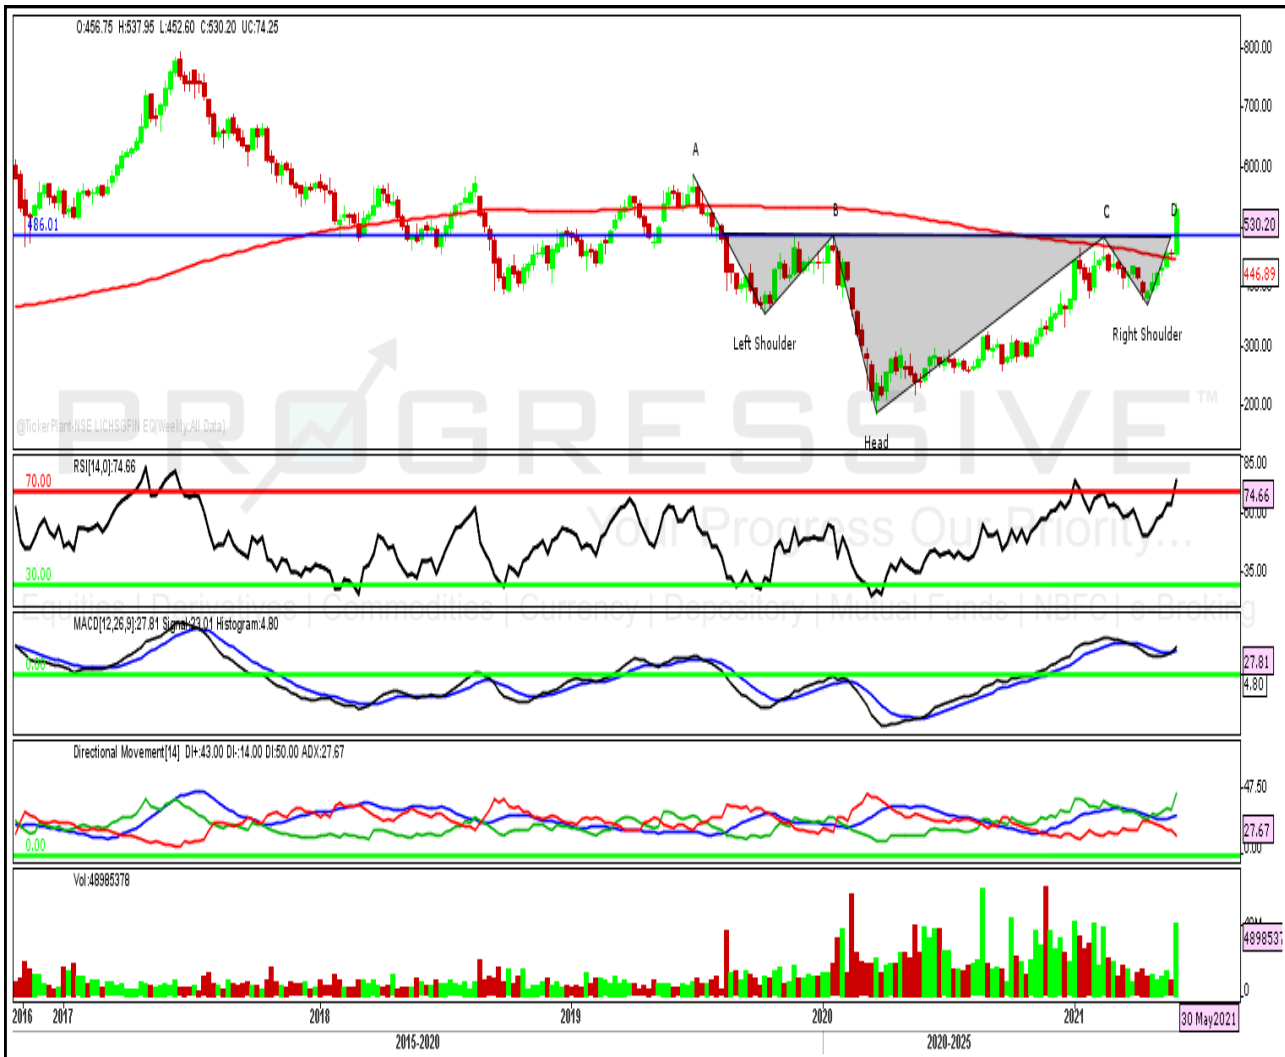 O:456.75 H:537.95 L:452.60 C:530.20 UC:74.25
800.00
700.00
600.00
A
B
C
D
530.20
486.01
446.89
Left Shoulder
Right Shoulder
300.00
200.00
Head
PROGRESSIVE™
@TickerPlant-NSE LICHSGFIN EQ(Weekly:All Data)
RSI[14,0]:74.66
85.00
70.00
74.66
60.00
Your Progress Our Priority...
35.00
30.00
Equities | Derivatives | Commodities | Currency | Depository | Mutual Funds | NBFC | e-Broking
MACD[12,26,9]:27.81 Signal:23.01 Histogram:4.80
0.00
27.81
4.80
Directional Movement[14] DI+:43.00 DI-:14.00 DI:50.00 ADX:27.67
47.50
27.67
0.00
0.00
Vol:48985378
4898537
0
2016 2017 2018 2019 2020 2021 30 May2021
2015-2020 2020-2025